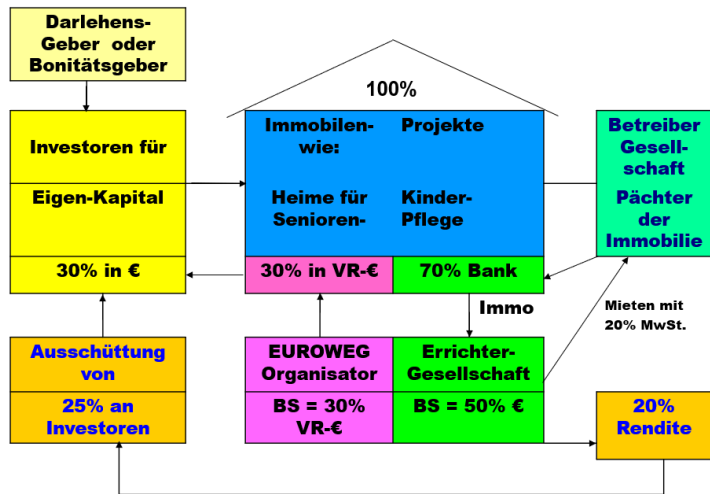 Darlehens-
Geber oder
Bonitätsgeber
100%
Investoren für
Eigen-Kapital
30% in €
Immobilen- Projekte
wie:
Heime für Kinder-
Senioren- Pflege
30% in VR-€
70% Bank
Betreiber
Gesell-
schaft
Pächter
der
Immobilie
Immo
Mieten mit
20% MwSt.
Ausschüttung
von
25% an
Investoren
EUROWEG
Organisator
BS = 30%
VR-€
Errichter-
Gesellschaft
BS = 50% €
20%
Rendite